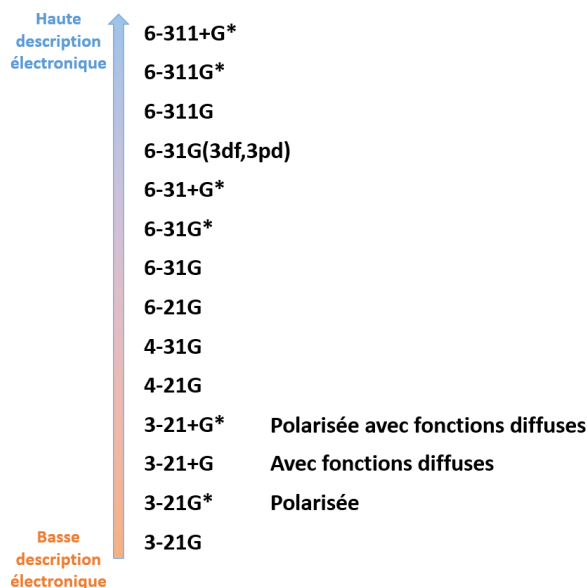 Haute
description
électronique
6-311+G*
6-311G*
6-311G
6-31G(3df,3pd)
6-31+G*
6-31G*
6-31G
6-21G
4-31G
4-21G
3-21+G* Polarisée avec fonctions diffuses
3-21+G Avec fonctions diffuses
3-21G* Polarisée
3-21G
Basse
description
électronique